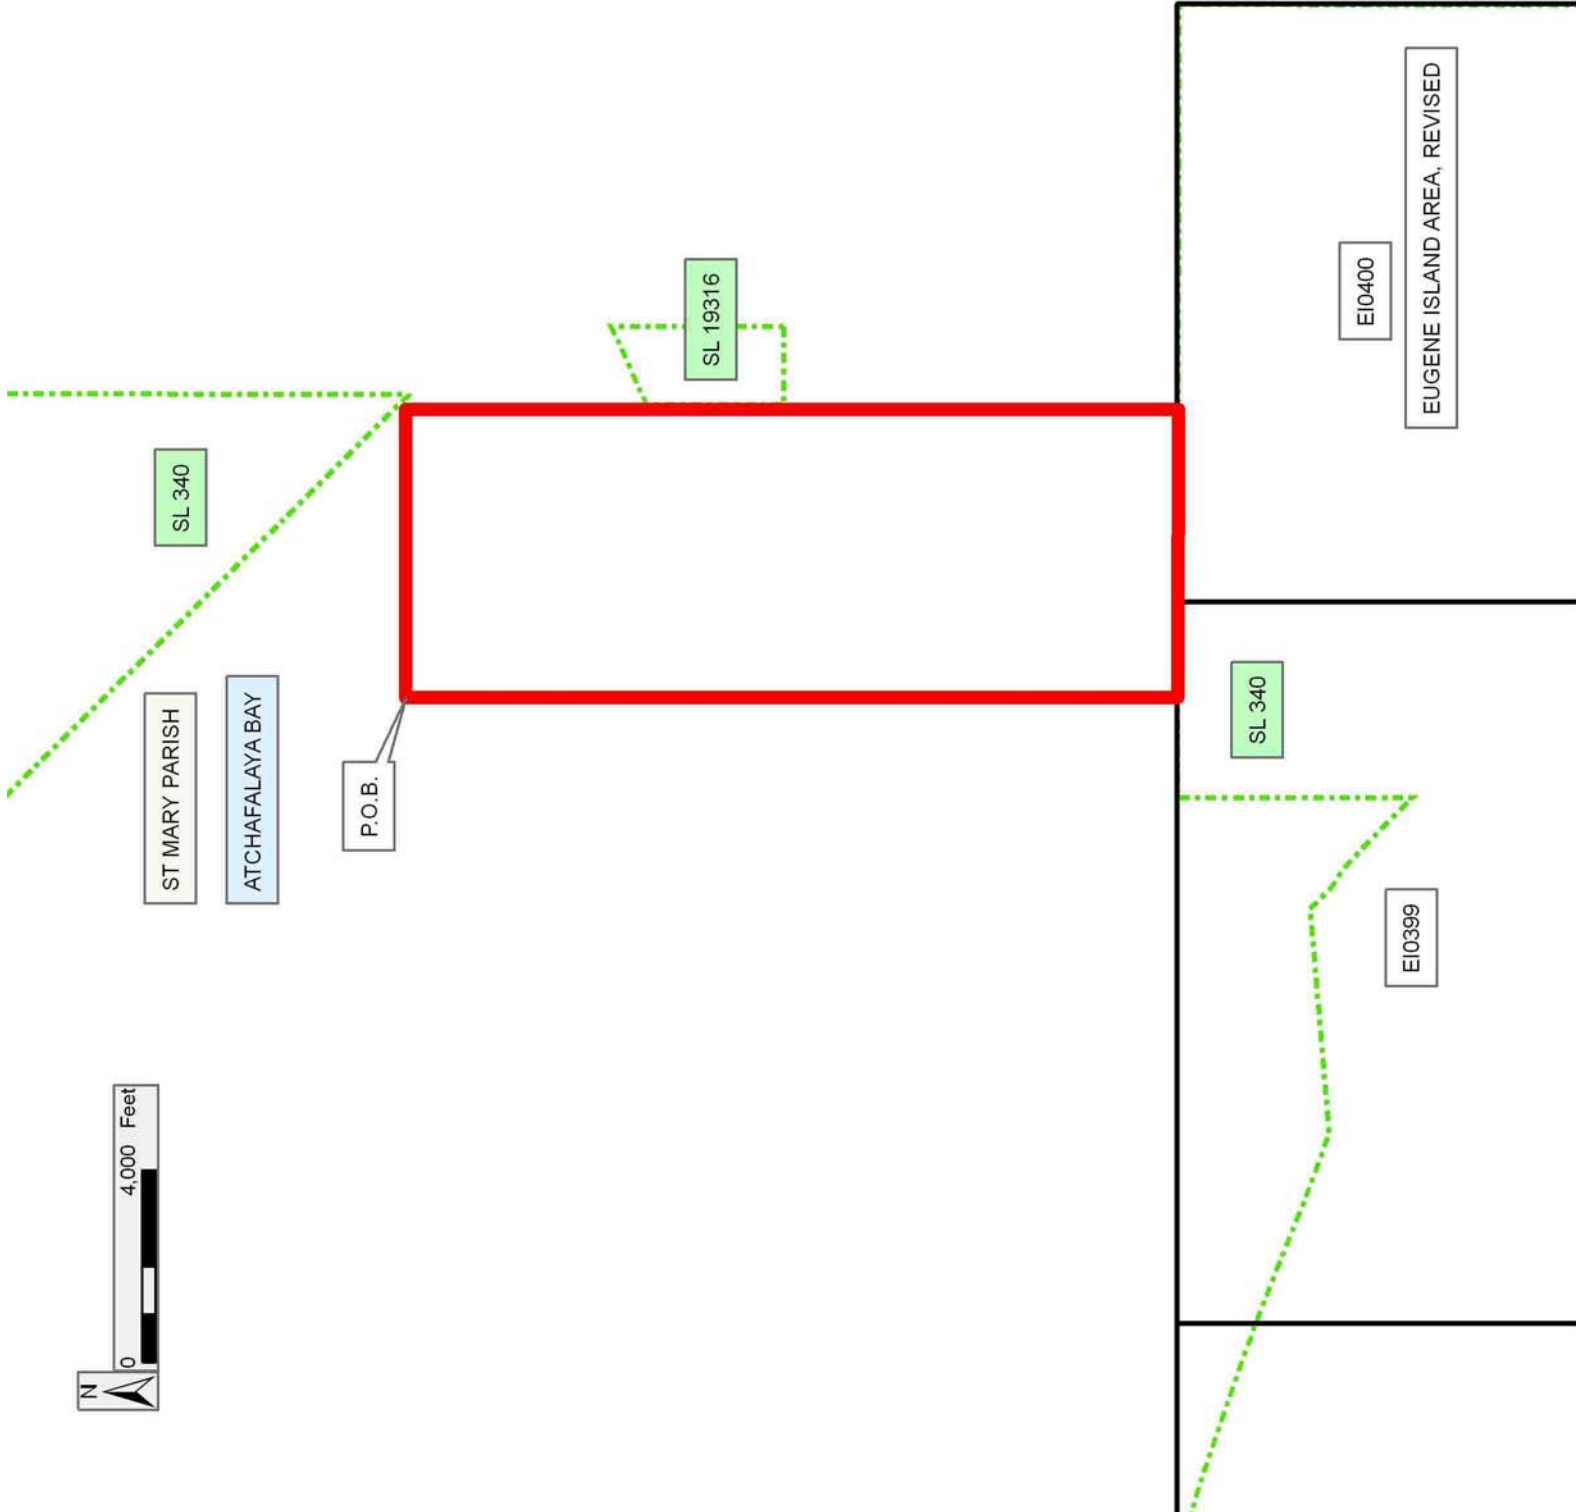 N
0
4,000 Feet
ST MARY PARISH
ATCHAFALAYA BAY
SL 340
P.O.B.
SL 19316
SL 340
EI0399
EI0400
EUGENE ISLAND AREA, REVISED